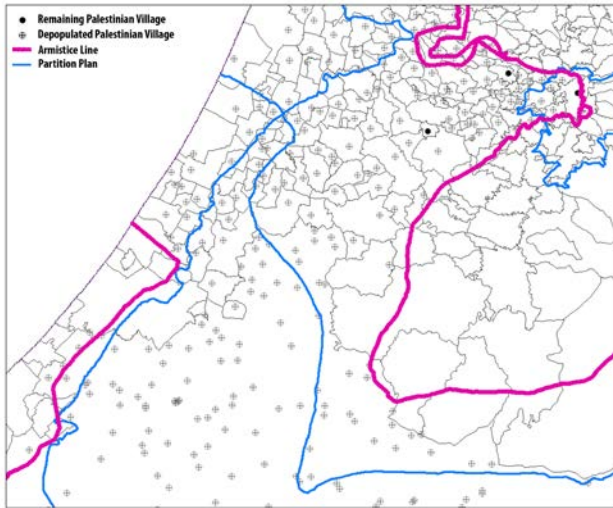 Remaining Palestinian Village
Depopulated Palestinian Village
Armistice Line
Partition Plan